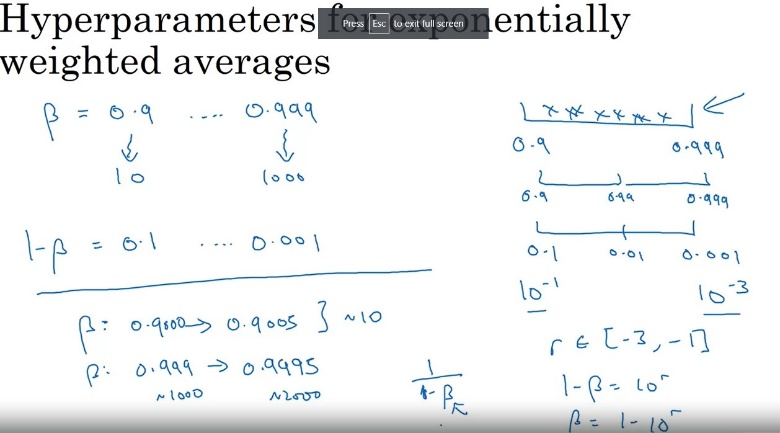 Hyperparameters for exponentially
Press Esc to exit full screen
weighted averages
β = 0.9 .... 0.999
10 1000
1-β = 0.1 .... 0.001
β: 0.9000 → 0.9005 } ~10
β: 0.999 → 0.9995
~1000 ~2000
1
1-β
0.9 0.999
0.9 0.99 0.999
0.1 0.01 0.001
10⁻¹ 10⁻³
r ∈ [-3, -1]
1-β = 10ʳ
β = 1-10ʳ